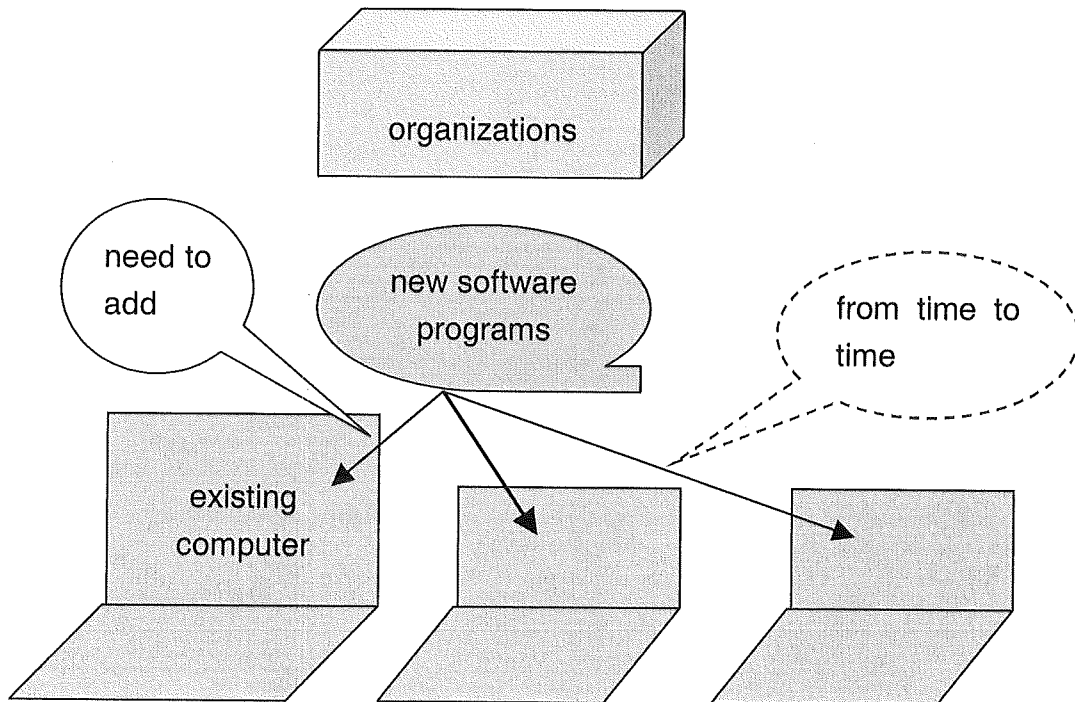 organizations
need to
add
new software
programs
from time to
time
existing
computer